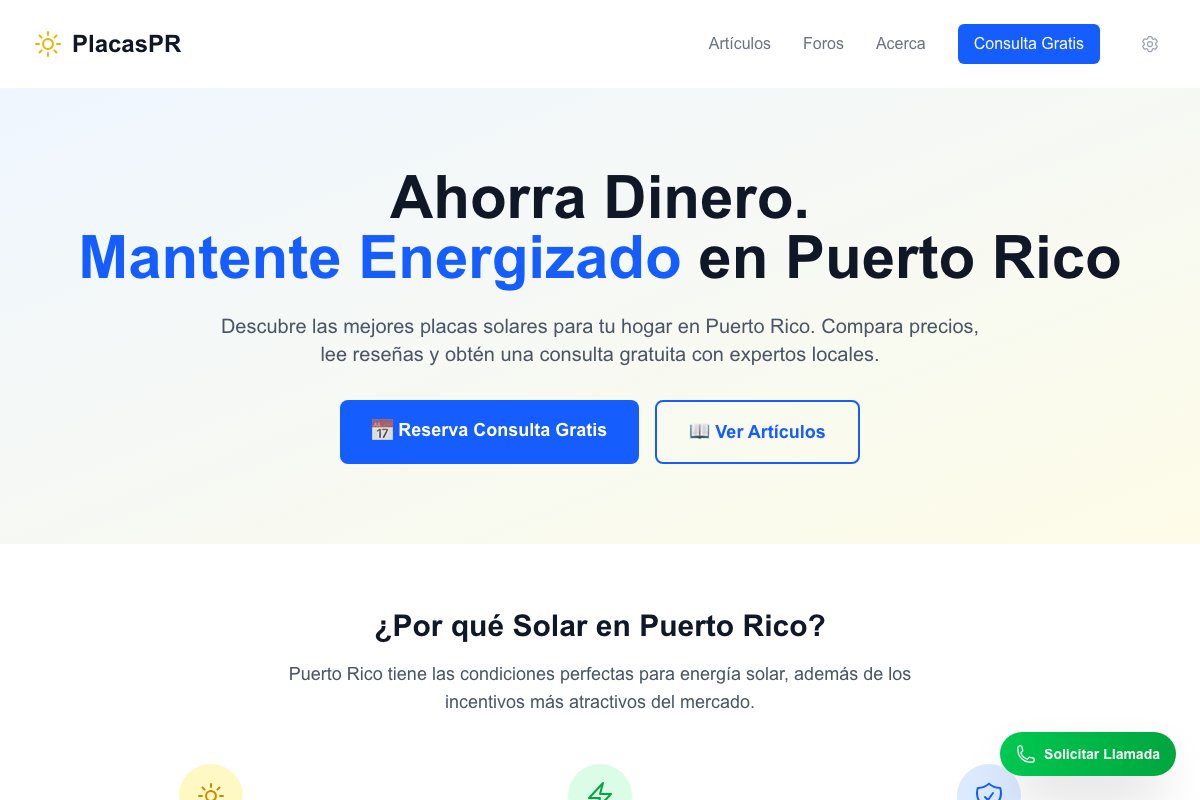 PlacasPR
Artículos
Foros
Acerca
Consulta Gratis
Ahorra Dinero.
Mantente Energizado en Puerto Rico
Descubre las mejores placas solares para tu hogar en Puerto Rico. Compara precios,
lee reseñas y obtén una consulta gratuita con expertos locales.
📅 Reserva Consulta Gratis
📖 Ver Artículos
¿Por qué Solar en Puerto Rico?
Puerto Rico tiene las condiciones perfectas para energía solar, además de los
incentivos más atractivos del mercado.
Solicitar Llamada